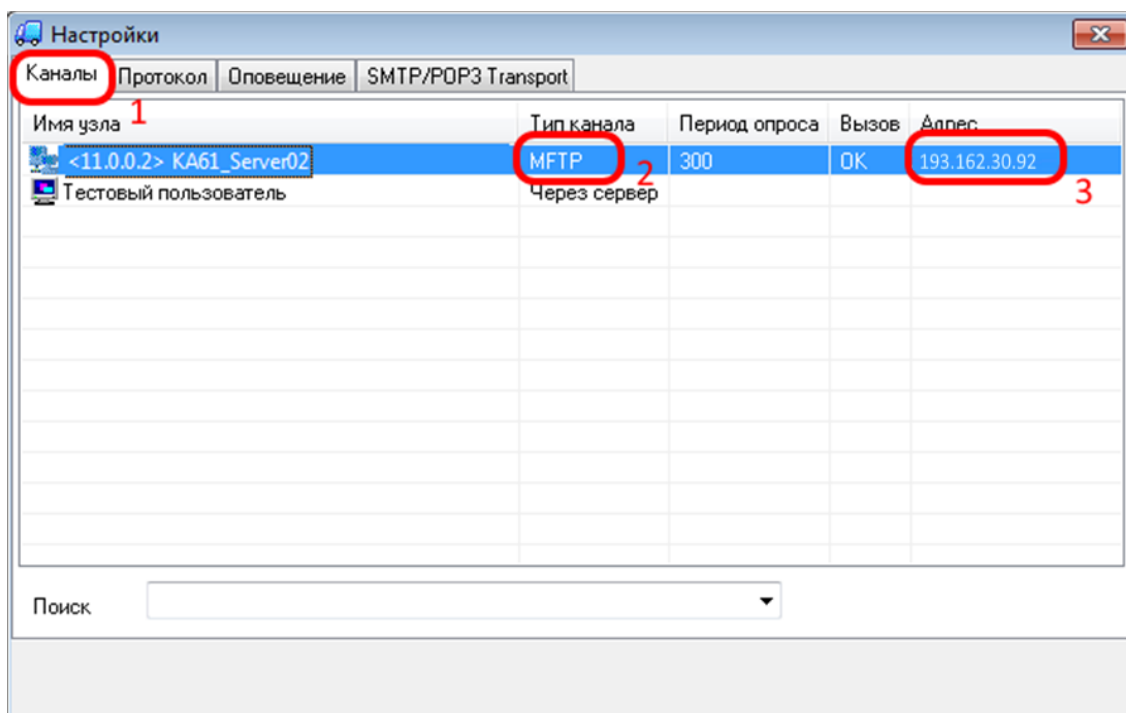 Настройки
Каналы Протокол Оповещение SMTP/POP3 Transport
1
Имя узла Тип канала Период опроса Вызов Адрес
<11.0.0.2> KA61_Server02 MFTP 300 OK 193.162.30.92
2
3
Тестовый пользователь Через сервер
Поиск